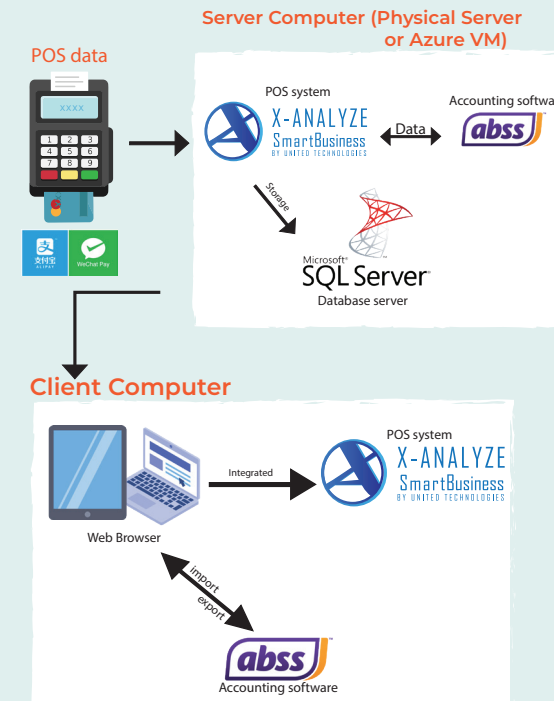 Server Computer (Physical Server
or Azure VM)
POS data
XXXX
1 2 3
4 5 6
7 8 9
支付宝
ALIPAY
WeChat Pay
POS system
X-ANALYZE
SmartBusiness
BY UNITED TECHNOLOGIES
Data
Accounting softwa
abss™
Storage
Microsoft®
SQL Server®
Database server
Client Computer
Web Browser
Integrated
POS system
X-ANALYZE
SmartBusiness
BY UNITED TECHNOLOGIES
import
export
abss™
Accounting software